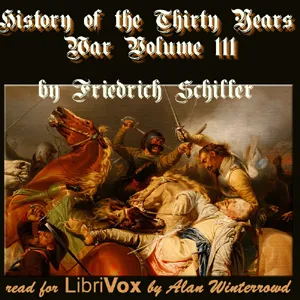 History of the Thirty Years
War Volume III
by Friedrich Schiller
read for LibriVox by Alan Winterrowd